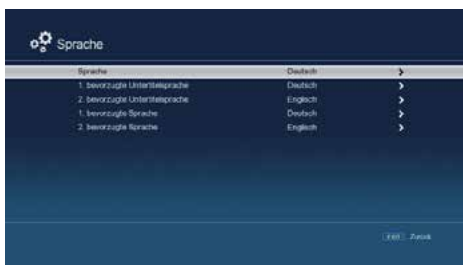 Sprache
Sprache Deutsch
1. bevorzugte Untertitelsprache Deutsch
2. bevorzugte Untertitelsprache Englisch
1. bevorzugte Sprache Deutsch
2. bevorzugte Sprache Englisch
EXIT Zurück